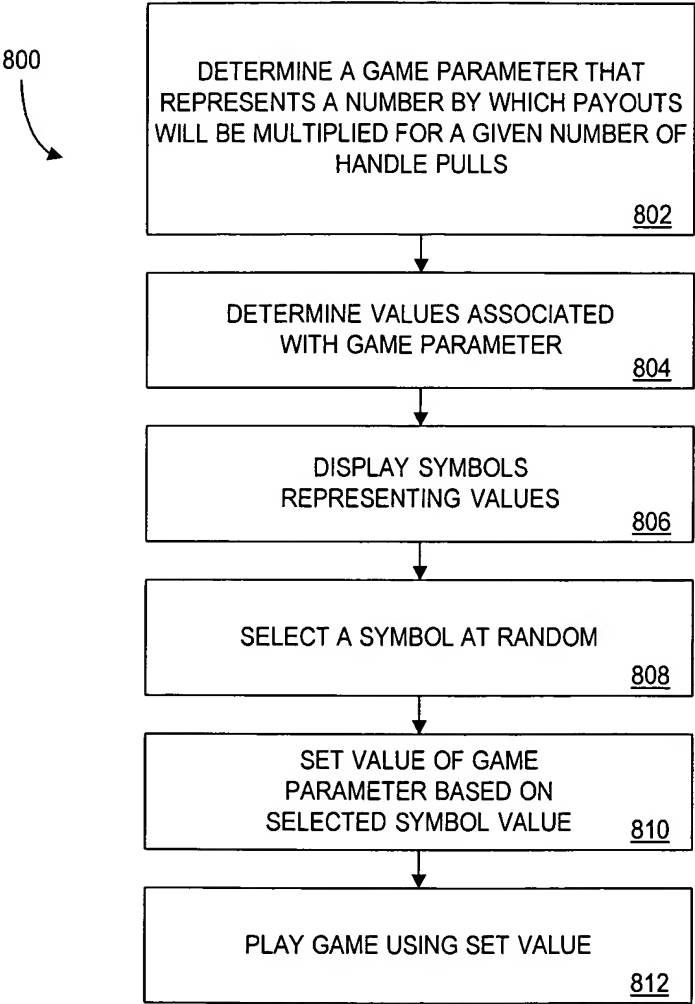 800
DETERMINE A GAME PARAMETER THAT
REPRESENTS A NUMBER BY WHICH PAYOUTS
WILL BE MULTIPLIED FOR A GIVEN NUMBER OF
HANDLE PULLS
802
DETERMINE VALUES ASSOCIATED
WITH GAME PARAMETER
804
DISPLAY SYMBOLS
REPRESENTING VALUES
806
SELECT A SYMBOL AT RANDOM
808
SET VALUE OF GAME
PARAMETER BASED ON
SELECTED SYMBOL VALUE
810
PLAY GAME USING SET VALUE
812